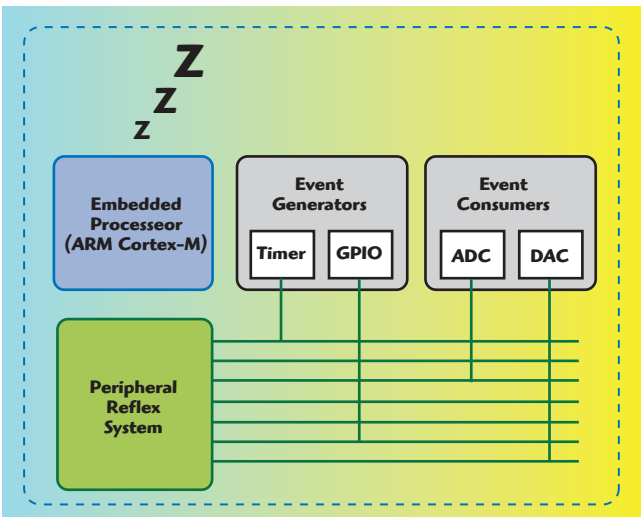 Z
Z
Z
Embedded
Processeor
(ARM Cortex-M)
Event
Generators
Timer
GPIO
Event
Consumers
ADC
DAC
Peripheral
Reflex
System